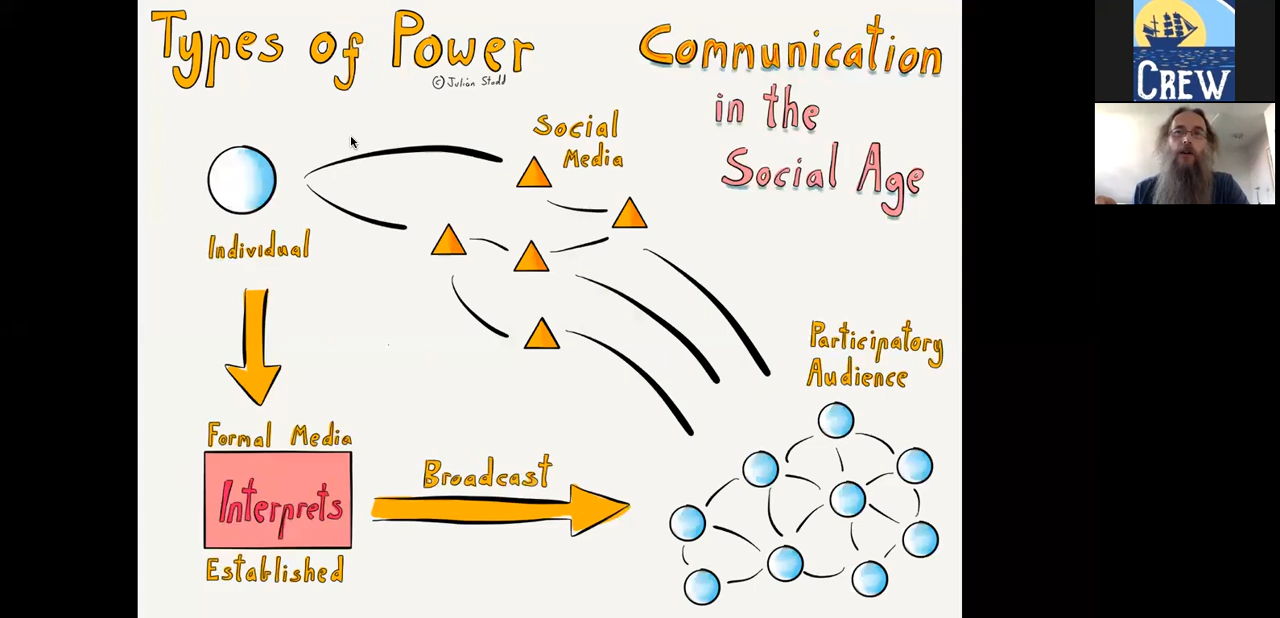 Types of Power
© Julian Stodd
Communication
in the
Social Age
Social
Media
Individual
Participatory
Audience
Formal Media
Interprets
Established
Broadcast
CREW